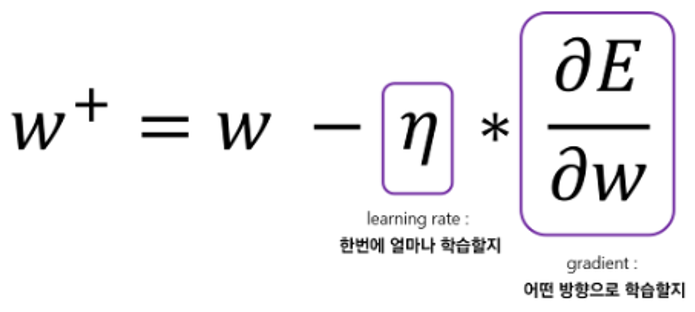 w⁺ = w − η * ∂E/∂w
learning rate :
한번에 얼마나 학습할지
gradient :
어떤 방향으로 학습할지